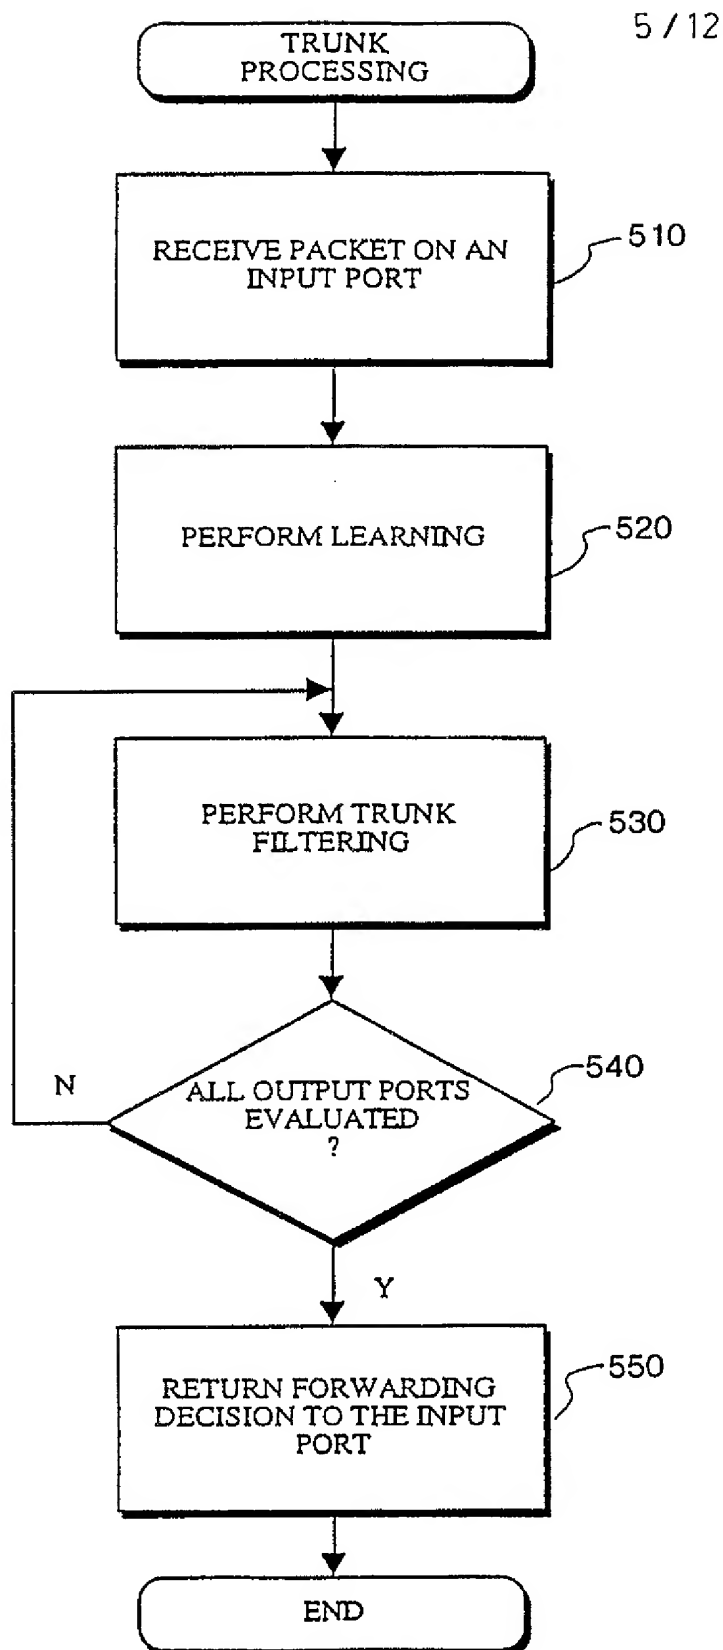 5 / 12
TRUNK
PROCESSING
RECEIVE PACKET ON AN
INPUT PORT
510
PERFORM LEARNING
520
PERFORM TRUNK
FILTERING
530
ALL OUTPUT PORTS
EVALUATED
?
540
N
Y
RETURN FORWARDING
DECISION TO THE INPUT
PORT
550
END